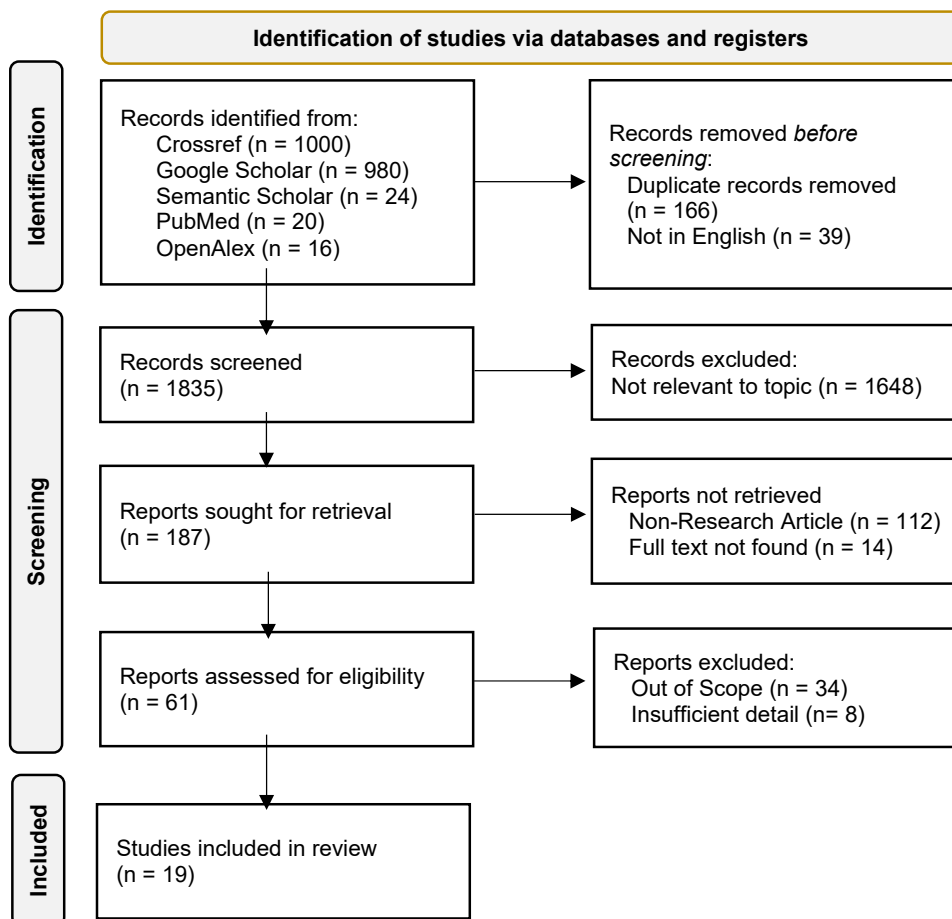 Identification of studies via databases and registers
Identification
Records identified from:
Crossref (n = 1000)
Google Scholar (n = 980)
Semantic Scholar (n = 24)
PubMed (n = 20)
OpenAlex (n = 16)
Records removed before
screening:
Duplicate records removed
(n = 166)
Not in English (n = 39)
Screening
Records screened
(n = 1835)
Records excluded:
Not relevant to topic (n = 1648)
Reports sought for retrieval
(n = 187)
Reports not retrieved
Non-Research Article (n = 112)
Full text not found (n = 14)
Reports assessed for eligibility
(n = 61)
Reports excluded:
Out of Scope (n = 34)
Insufficient detail (n= 8)
Included
Studies included in review
(n = 19)